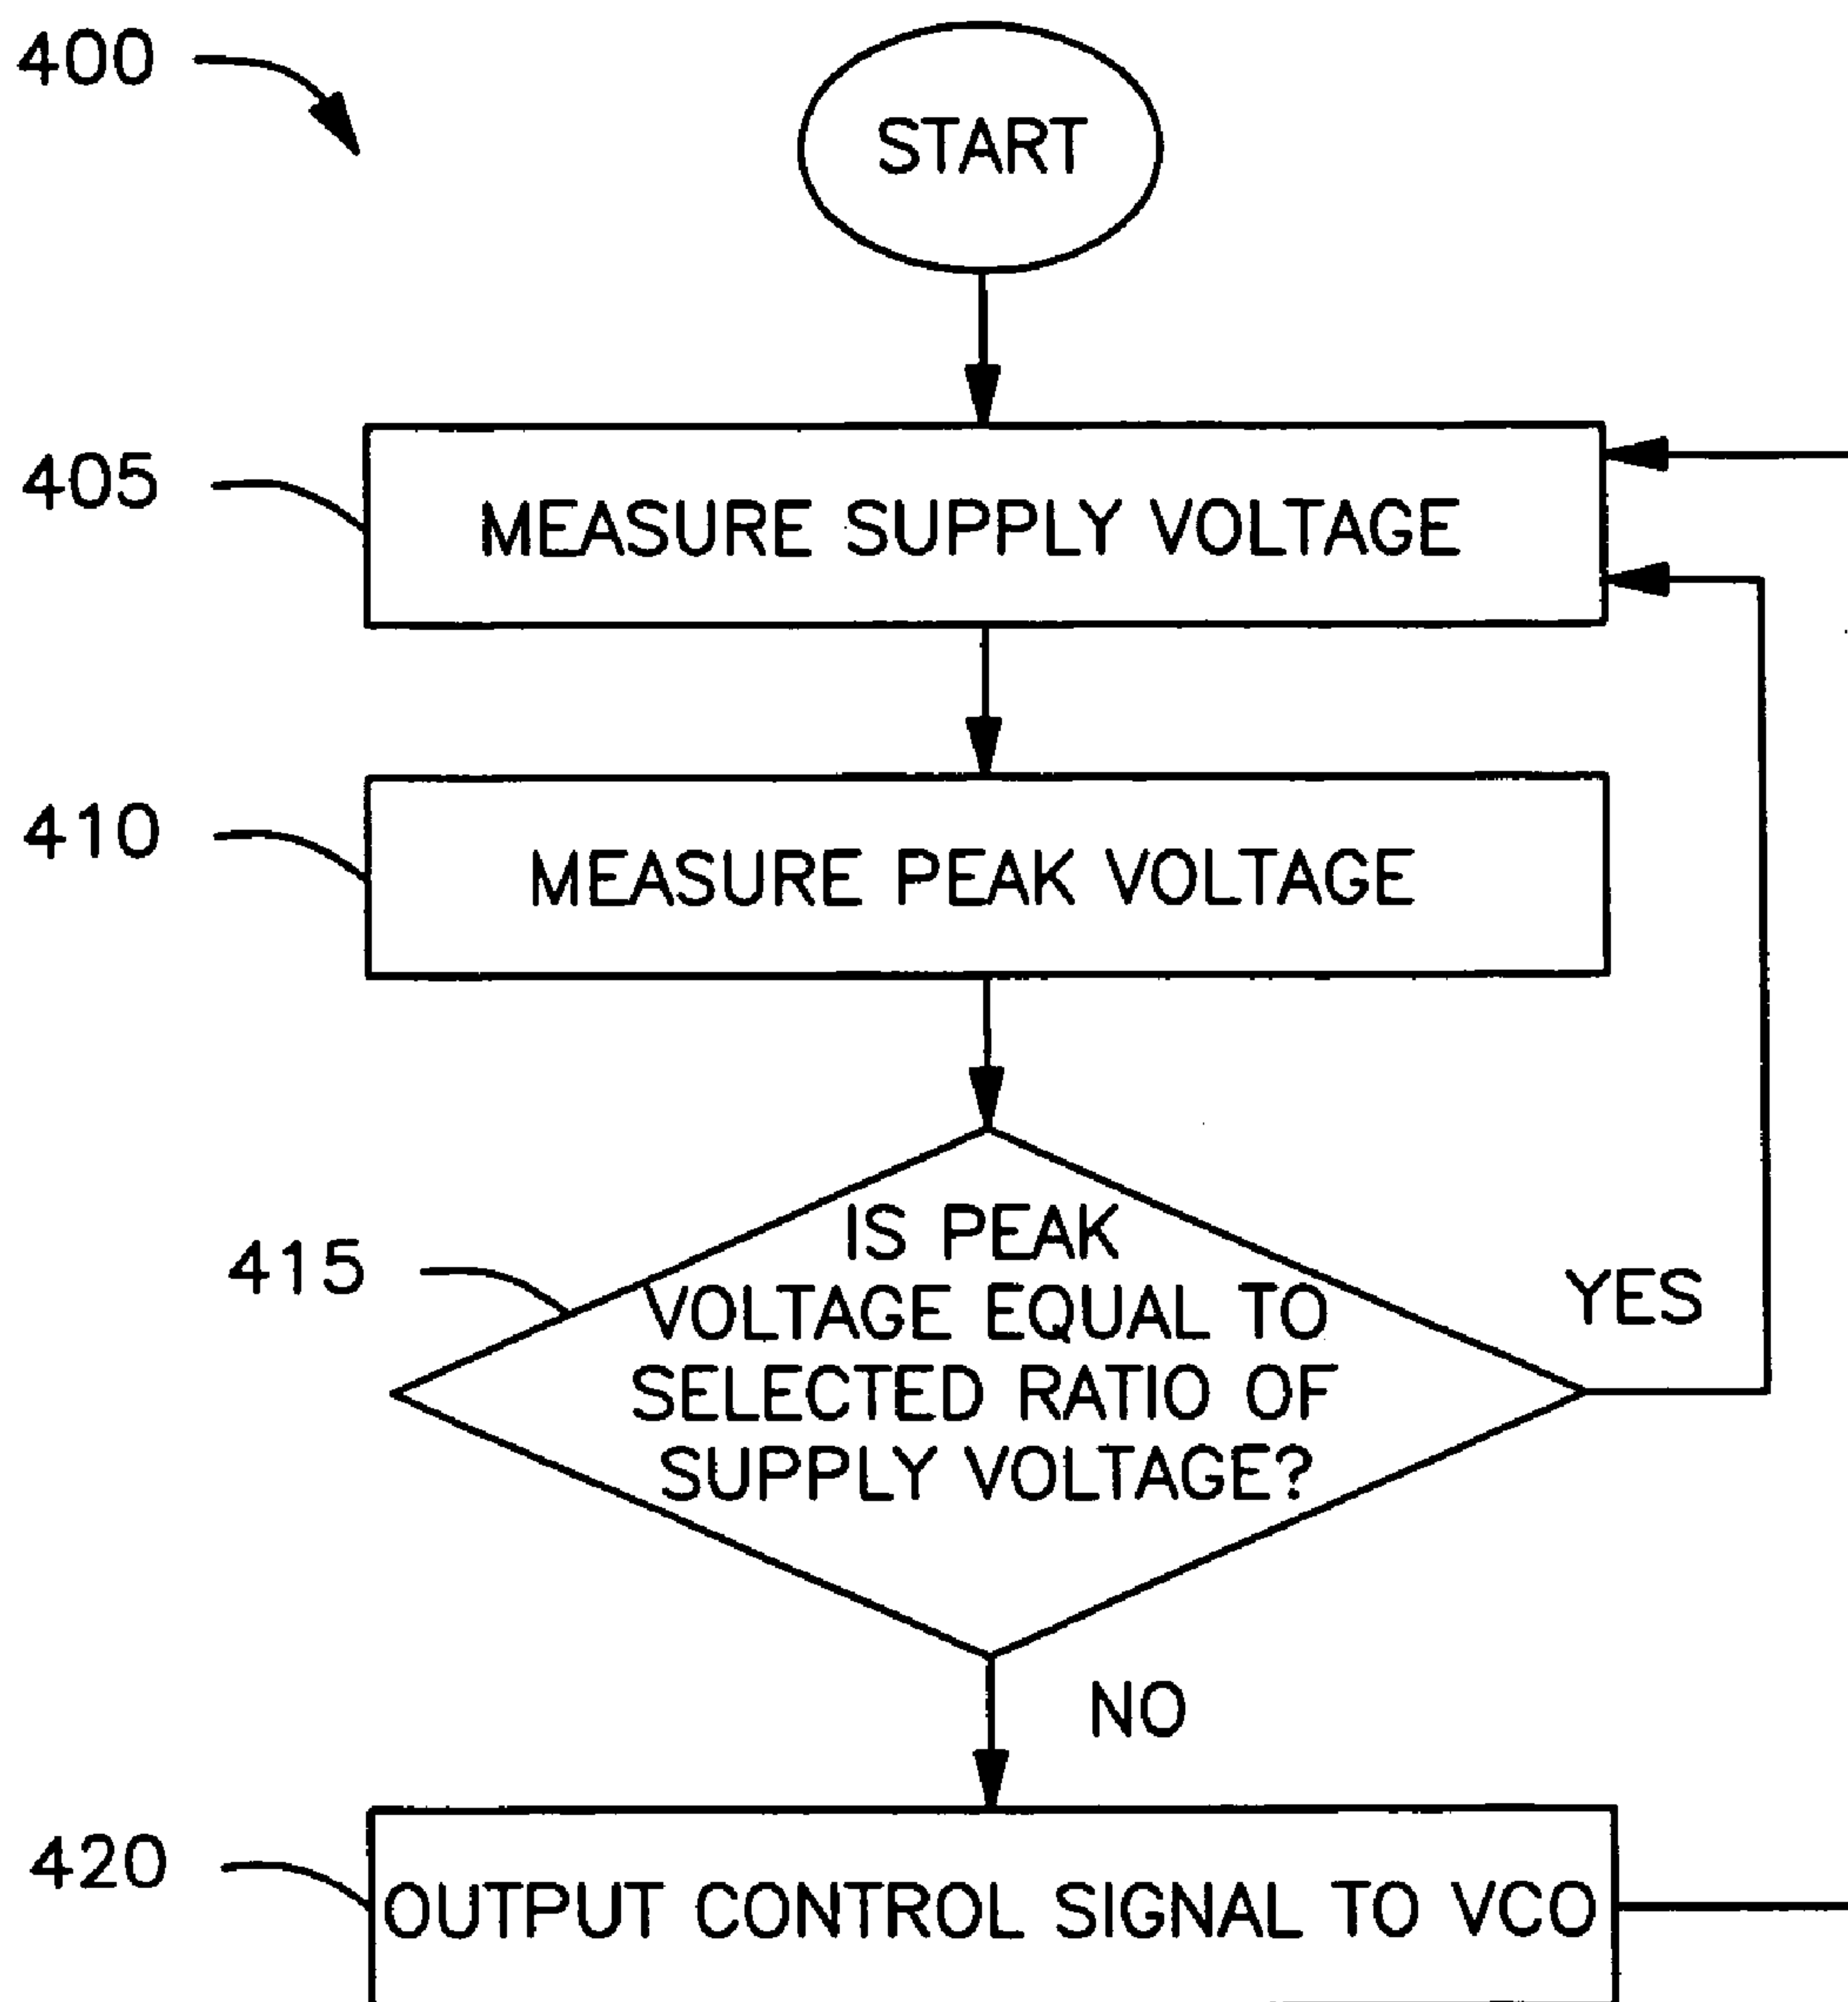 400
START
405
MEASURE SUPPLY VOLTAGE
410
MEASURE PEAK VOLTAGE
415
IS PEAK
VOLTAGE EQUAL TO
SELECTED RATIO OF
SUPPLY VOLTAGE?
YES
NO
420
OUTPUT CONTROL SIGNAL TO VCO